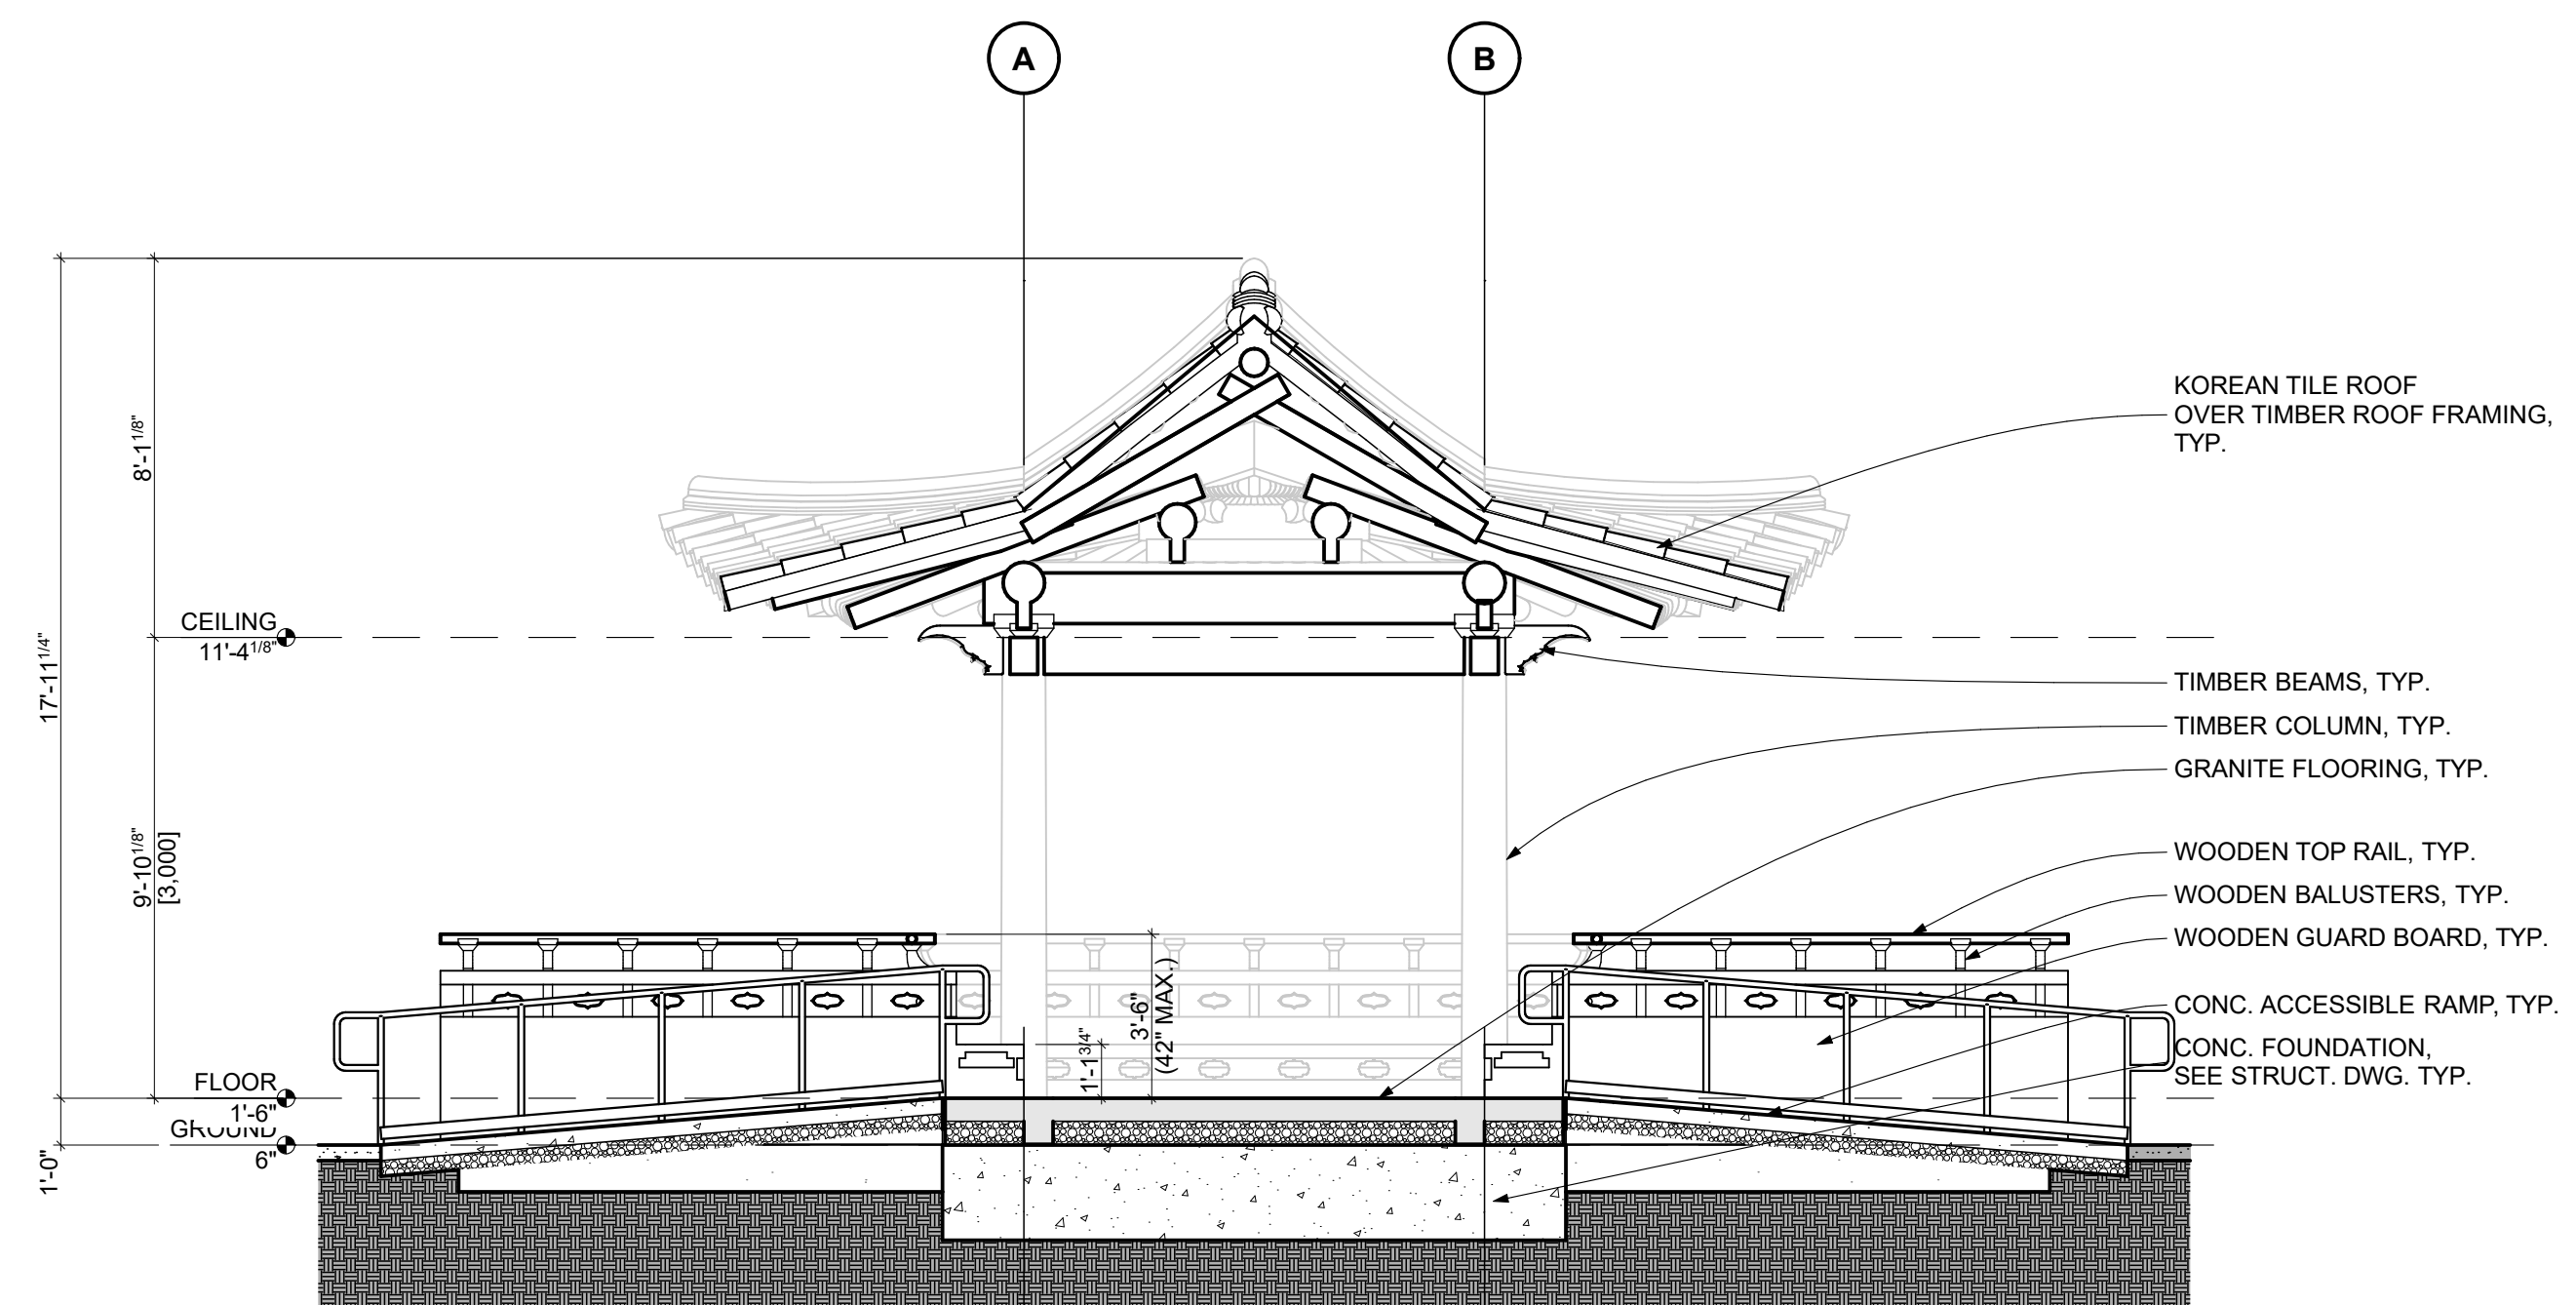 A
B
KOREAN TILE ROOF
OVER TIMBER ROOF FRAMING,
TYP.
8'-1 1/8"
17'-11 1/4"
CEILING
11'-4 1/8"
TIMBER BEAMS, TYP.
TIMBER COLUMN, TYP.
GRANITE FLOORING, TYP.
9'-10 1/8"
[3,000]
WOODEN TOP RAIL, TYP.
WOODEN BALUSTERS, TYP.
WOODEN GUARD BOARD, TYP.
3'-6"
(42" MAX.)
1'-1 3/4"
CONC. ACCESSIBLE RAMP, TYP.
CONC. FOUNDATION,
SEE STRUCT. DWG. TYP.
FLOOR
1'-6"
GROUND
6"
1'-0"